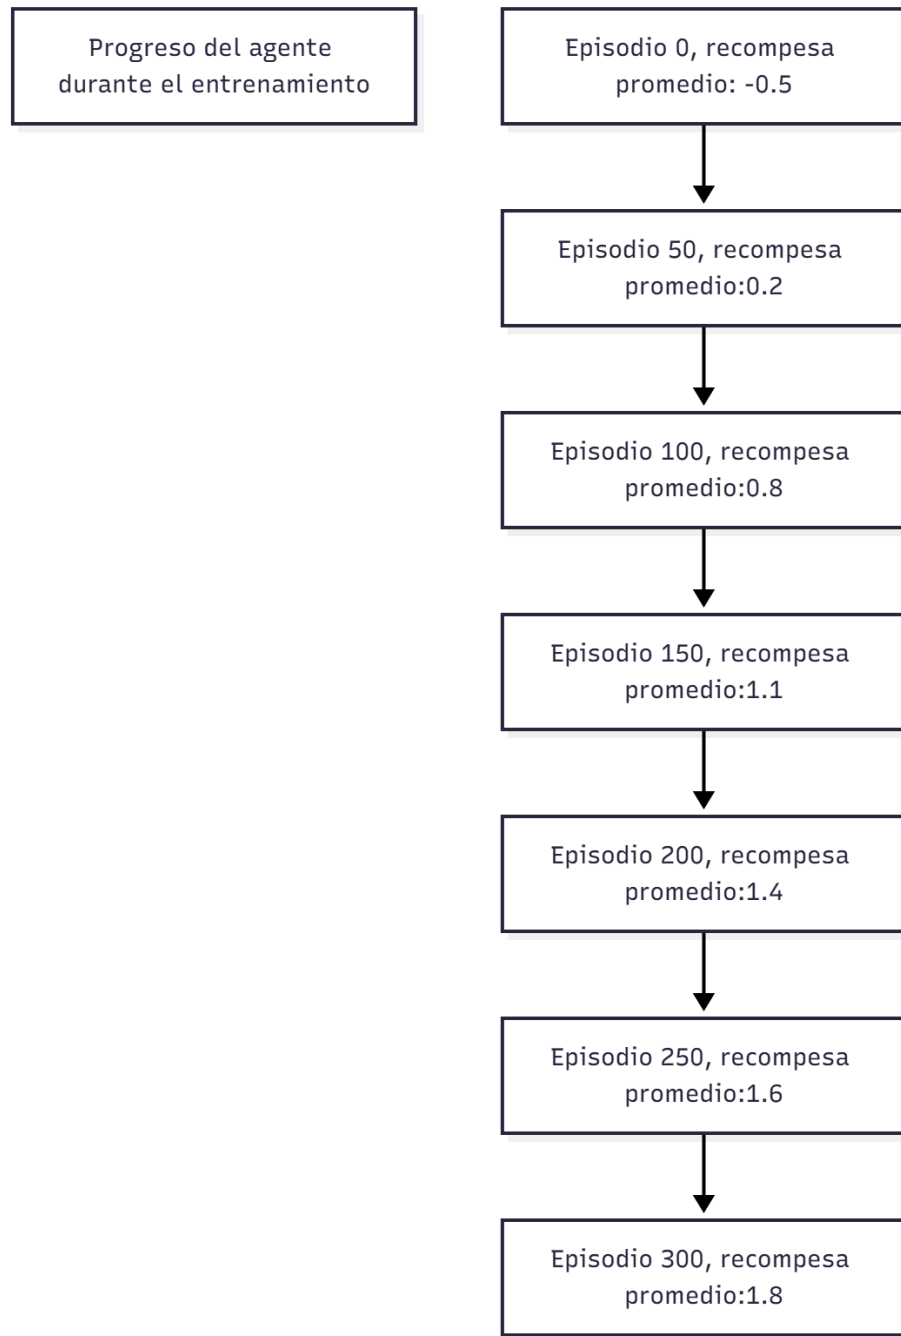 Progreso del agente
durante el entrenamiento
Episodio 0, recompesa
promedio: -0.5
Episodio 50, recompesa
promedio:0.2
Episodio 100, recompesa
promedio:0.8
Episodio 150, recompesa
promedio:1.1
Episodio 200, recompesa
promedio:1.4
Episodio 250, recompesa
promedio:1.6
Episodio 300, recompesa
promedio:1.8